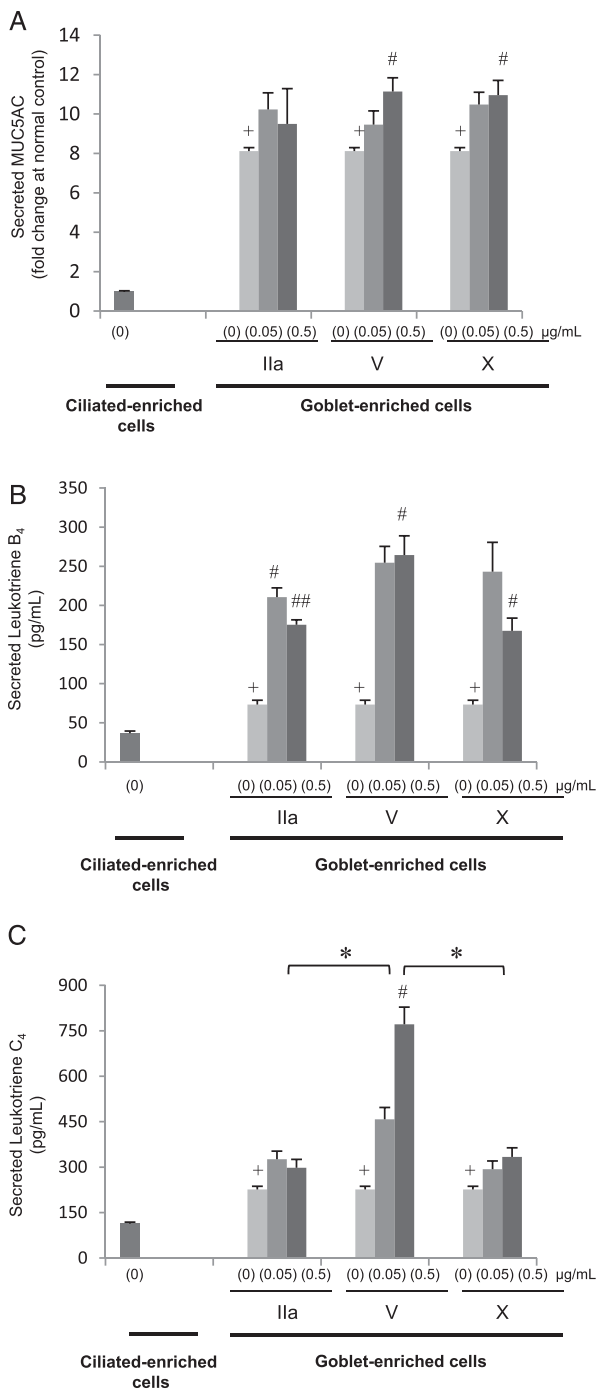 A
Secreted MUC5AC
(fold change at normal control)
14
12
10
8
6
4
2
0
+
+
#
+
#
(0)
(0) (0.05) (0.5)
(0) (0.05) (0.5)
(0) (0.05) (0.5)
µg/mL
IIa
V
X
Ciliated-enriched
cells
Goblet-enriched cells
B
Secreted Leukotriene B4
(pg/mL)
350
300
250
200
150
100
50
0
+
#
##
+
#
+
#
(0)
(0) (0.05) (0.5)
(0) (0.05) (0.5)
(0) (0.05) (0.5)
µg/mL
IIa
V
X
Ciliated-enriched
cells
Goblet-enriched cells
C
Secreted Leukotriene C4
(pg/mL)
900
750
600
450
300
150
0
*
*
+
+
#
+
(0)
(0) (0.05) (0.5)
(0) (0.05) (0.5)
(0) (0.05) (0.5)
µg/mL
IIa
V
X
Ciliated-enriched
cells
Goblet-enriched cells